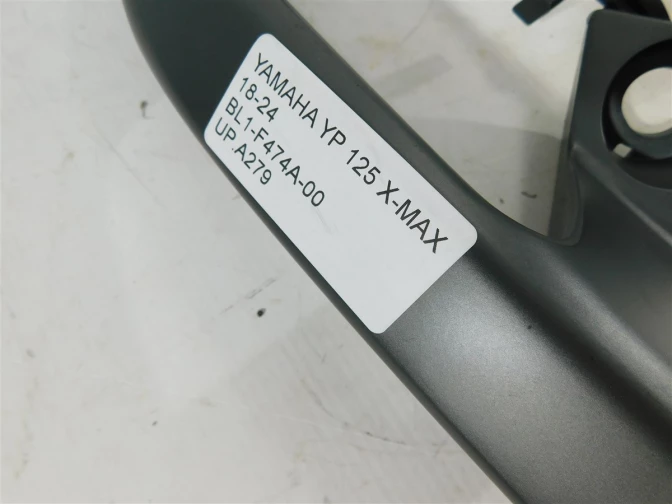 YAMAHA YP 125 X-MAX
18-24
BL1-F474A-00
UP.A279